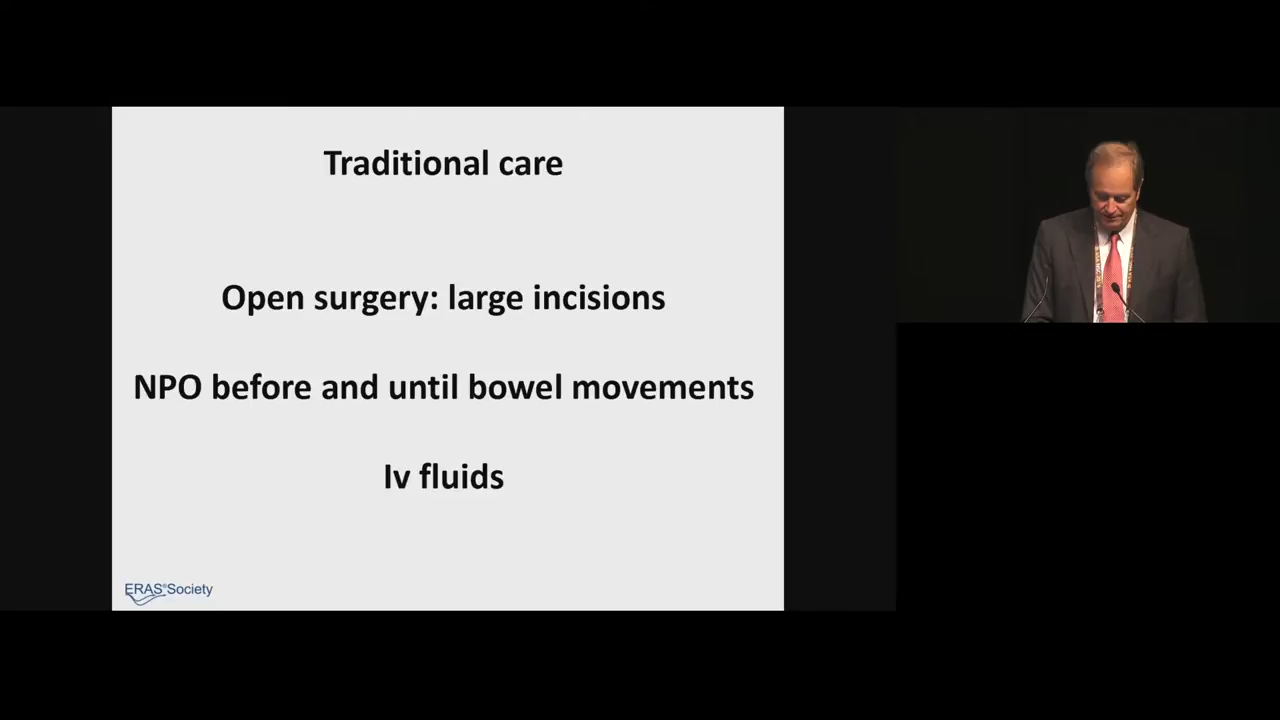 Traditional care
Open surgery: large incisions
NPO before and until bowel movements
Iv fluids
ERAS®Society